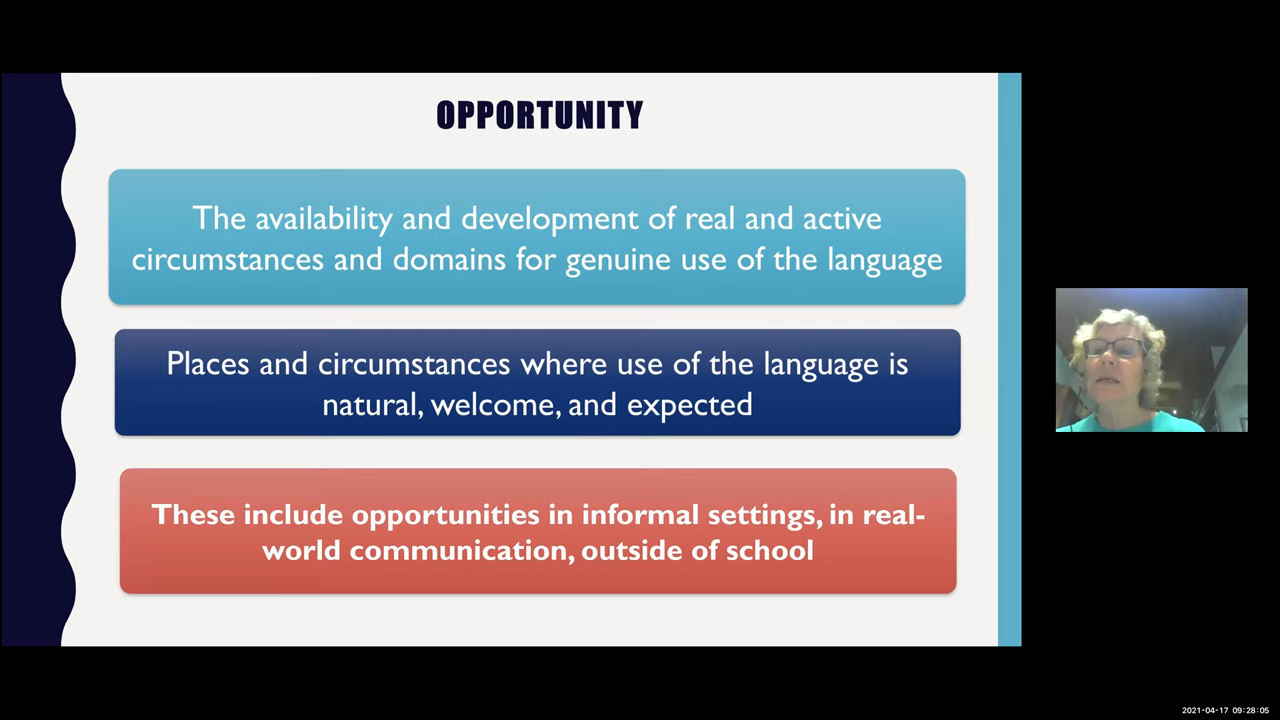 OPPORTUNITY
The availability and development of real and active
circumstances and domains for genuine use of the language
Places and circumstances where use of the language is
natural, welcome, and expected
These include opportunities in informal settings, in real-
world communication, outside of school
2021-04-17 09:28:05